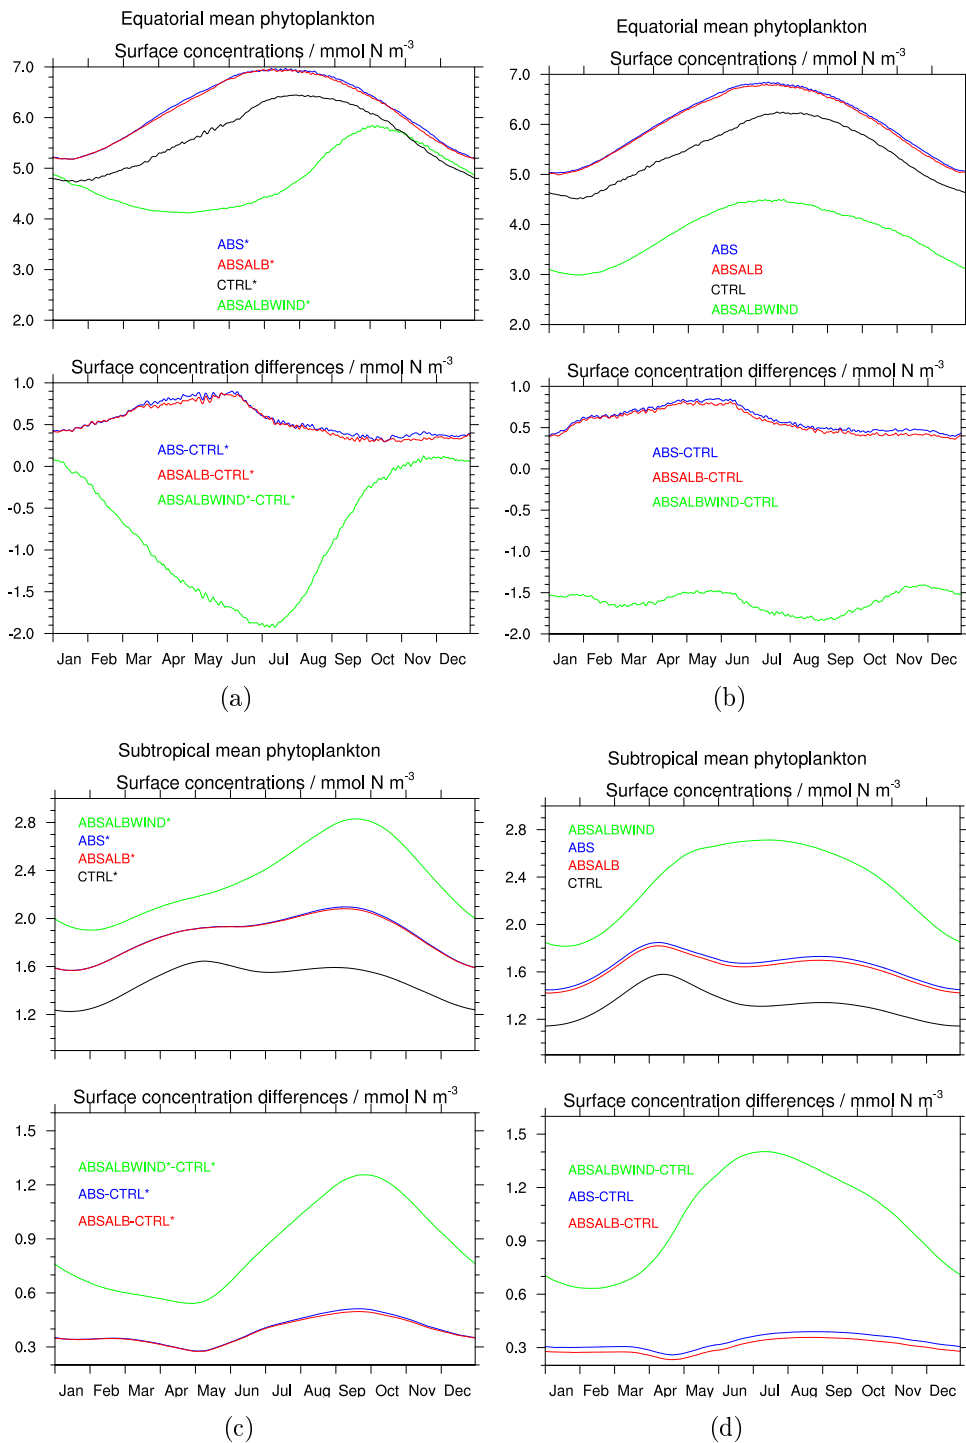 Equatorial mean phytoplankton
Surface concentrations / mmol N m-3
7.0
6.0
5.0
4.0
3.0
2.0
ABS*
ABSALB*
CTRL*
ABSALBWIND*
Surface concentration differences / mmol N m-3
1.0
0.5
0.0
-0.5
-1.0
-1.5
-2.0
ABS-CTRL*
ABSALB-CTRL*
ABSALBWIND*-CTRL*
Jan Feb Mar Apr May Jun Jul Aug Sep Oct Nov Dec
(a)
Equatorial mean phytoplankton
Surface concentrations / mmol N m-3
7.0
6.0
5.0
4.0
3.0
2.0
ABS
ABSALB
CTRL
ABSALBWIND
Surface concentration differences / mmol N m-3
1.0
0.5
0.0
-0.5
-1.0
-1.5
-2.0
ABS-CTRL
ABSALB-CTRL
ABSALBWIND-CTRL
Jan Feb Mar Apr May Jun Jul Aug Sep Oct Nov Dec
(b)
Subtropical mean phytoplankton
Surface concentrations / mmol N m-3
2.8
2.4
2.0
1.6
1.2
ABSALBWIND*
ABS*
ABSALB*
CTRL*
Surface concentration differences / mmol N m-3
1.5
1.2
0.9
0.6
0.3
ABSALBWIND*-CTRL*
ABS-CTRL*
ABSALB-CTRL*
Jan Feb Mar Apr May Jun Jul Aug Sep Oct Nov Dec
(c)
Subtropical mean phytoplankton
Surface concentrations / mmol N m-3
2.8
2.4
2.0
1.6
1.2
ABSALBWIND
ABS
ABSALB
CTRL
Surface concentration differences / mmol N m-3
1.5
1.2
0.9
0.6
0.3
ABSALBWIND-CTRL
ABS-CTRL
ABSALB-CTRL
Jan Feb Mar Apr May Jun Jul Aug Sep Oct Nov Dec
(d)